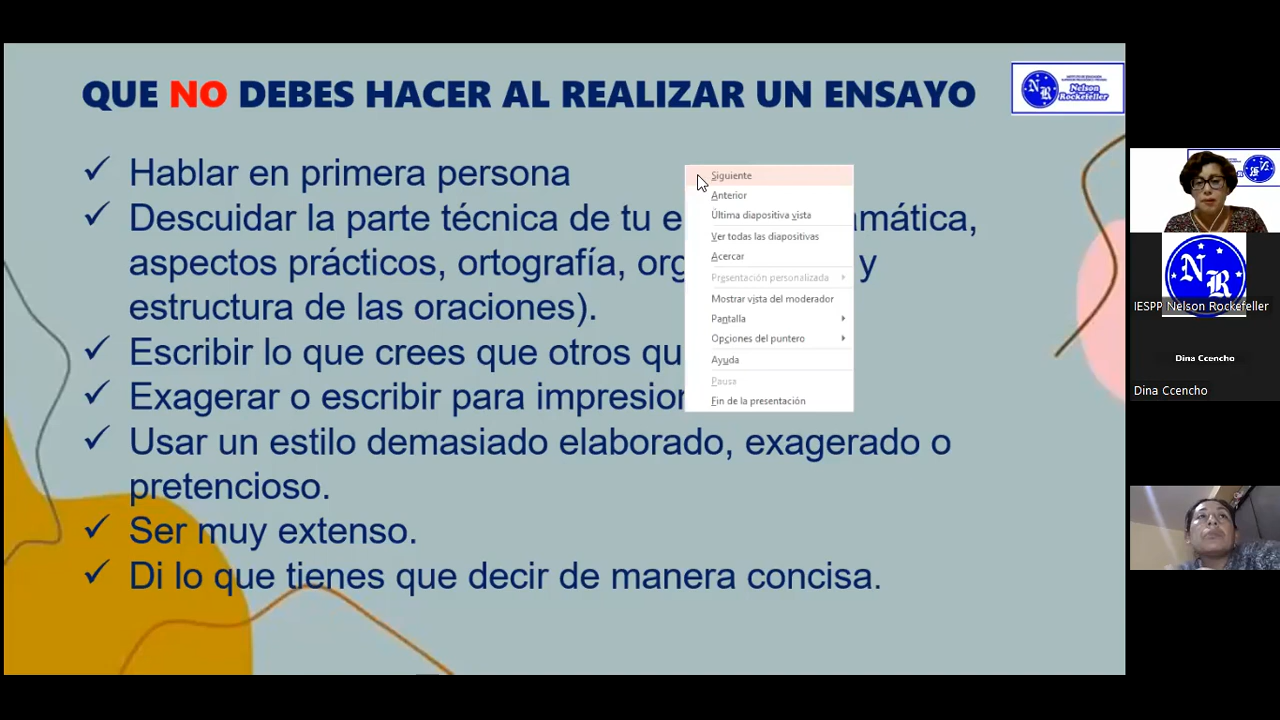 QUE NO DEBES HACER AL REALIZAR UN ENSAYO
Nelson
Rockefeller
NR
Hablar en primera persona
Descuidar la parte técnica de tu e
amática,
aspectos prácticos, ortografía, org
y
estructura de las oraciones).
Escribir lo que crees que otros qu
Exagerar o escribir para impresion
Usar un estilo demasiado elaborado, exagerado o
pretencioso.
Ser muy extenso.
Di lo que tienes que decir de manera concisa.
Siguiente
Anterior
Última diapositiva vista
Ver todas las diapositivas
Acercar
Presentación personalizada
Mostrar vista del moderador
Pantalla
Opciones del puntero
Ayuda
Pausa
Fin de la presentación
NR
IESPP Nelson Rockefeller
Dina Ccencho
Dina Ccencho